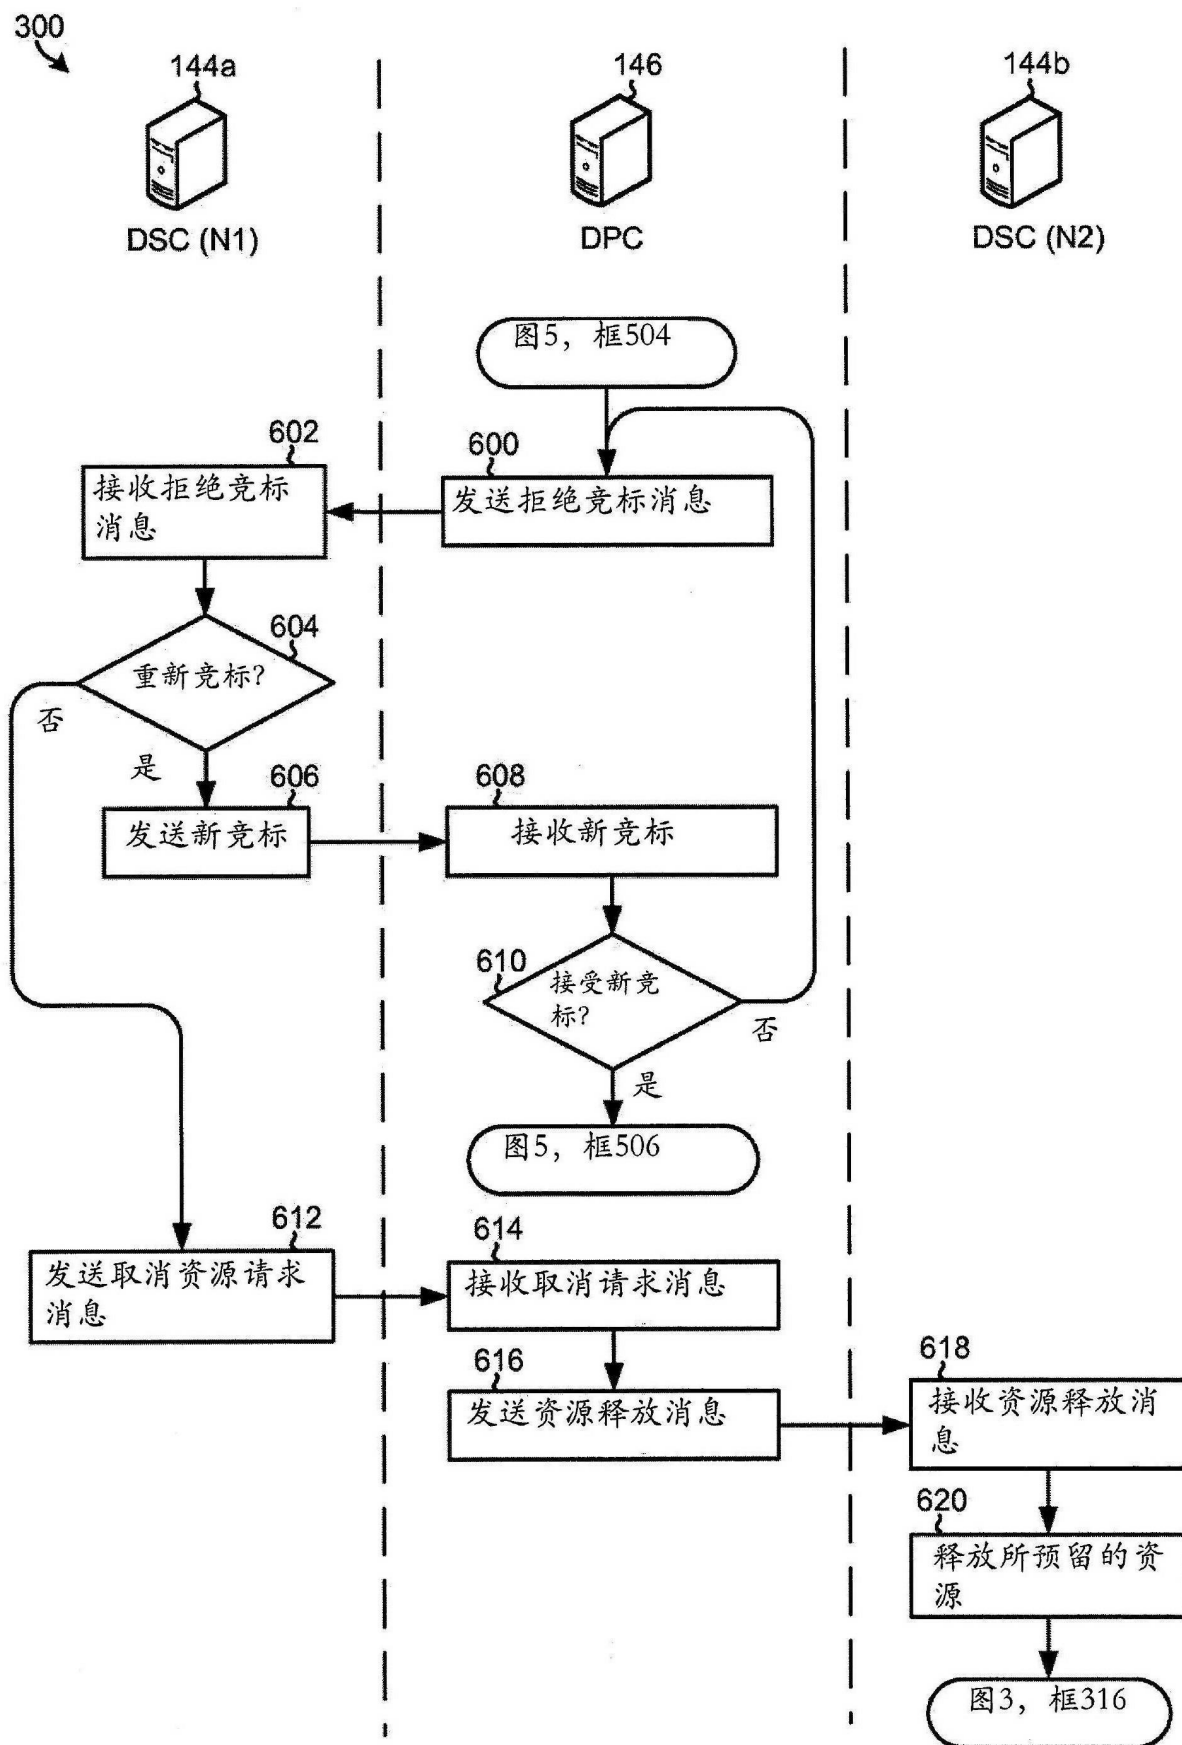 300
144a
146
144b
DSC (N1)
DPC
DSC (N2)
图5，框504
602
接收拒绝竞标
消息
600
发送拒绝竞标消息
604
重新竞标?
否
是
606
发送新竞标
608
接收新竞标
610
接受新竞
标?
否
是
图5，框506
612
发送取消资源请求
消息
614
接收取消请求消息
616
发送资源释放消息
618
接收资源释放消
息
620
释放所预留的资
源
图3，框316